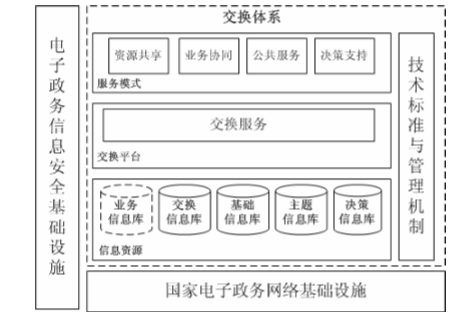 交换体系
电子政务信息安全基础设施
资源共享 业务协同 公共服务 决策支持
服务模式
交换服务
交换平台
业务信息库 交换信息库 基础信息库 主题信息库 决策信息库
信息资源
技术标准与管理机制
国家电子政务网络基础设施